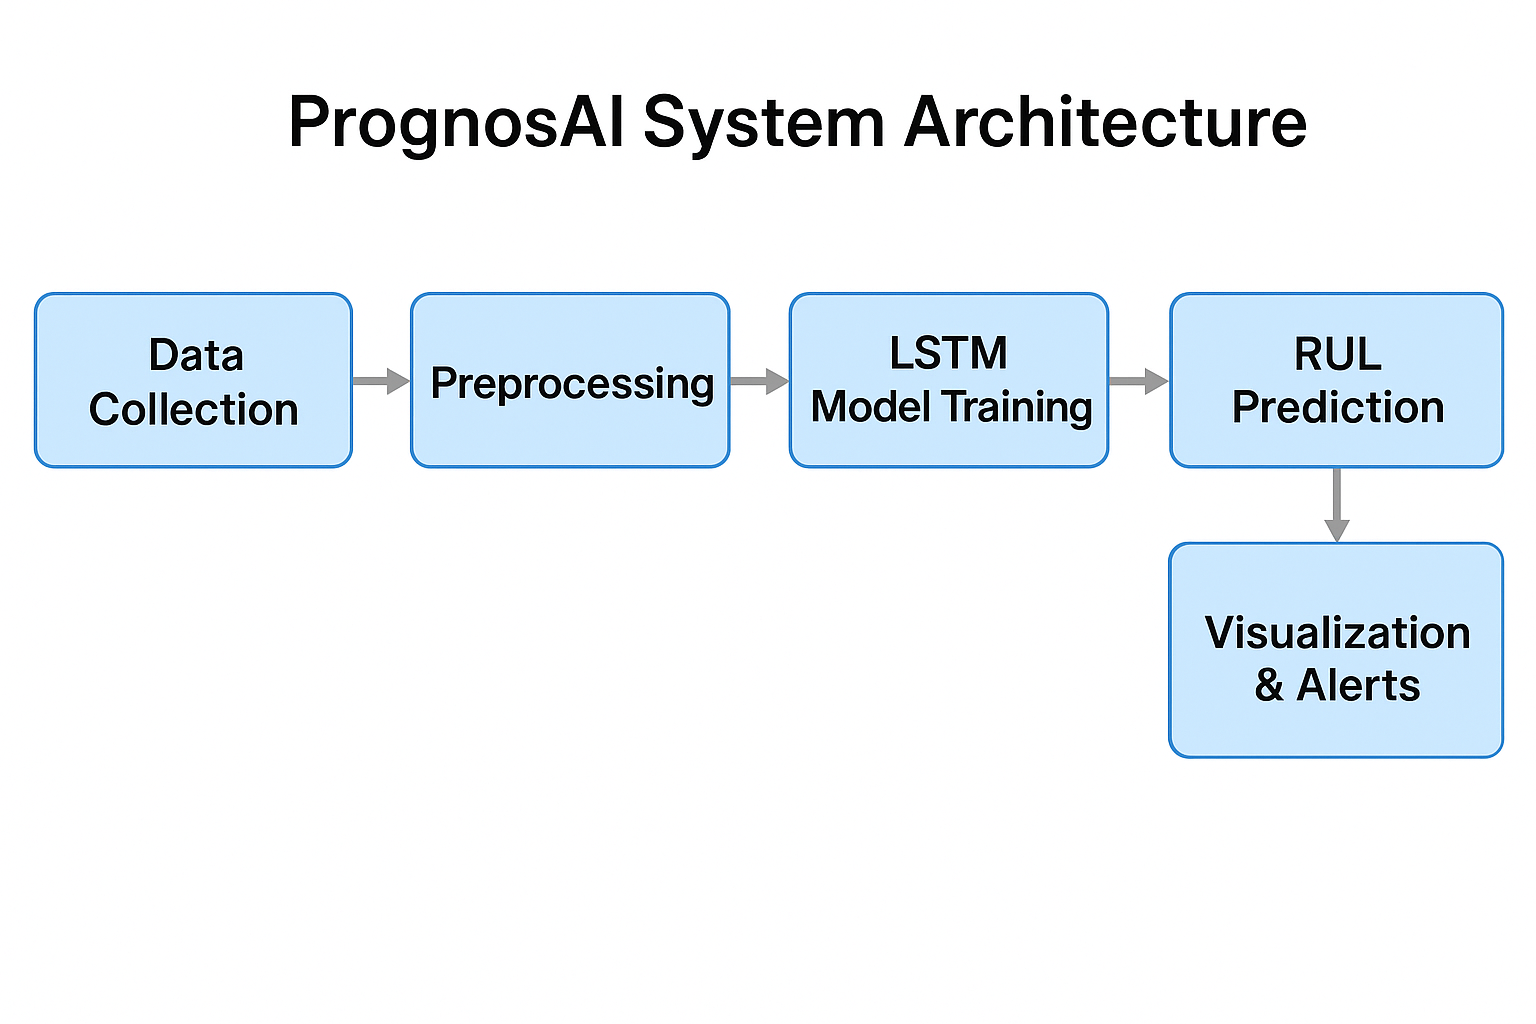 PrognosAI System Architecture
Data
Collection
Preprocessing
LSTM
Model Training
RUL
Prediction
Visualization
& Alerts